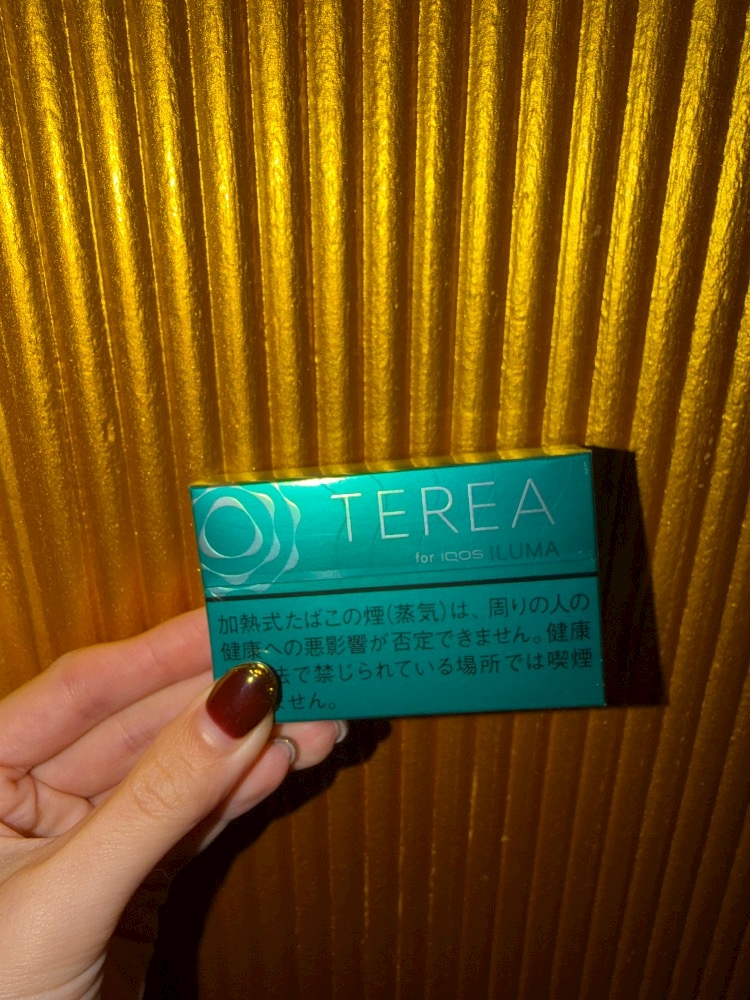 TEREA
for IQOS ILUMA
加熱式たばこの煙(蒸気)は、周りの人の
健康への悪影響が否定できません。健康
法で禁じられている場所では喫煙
ません。